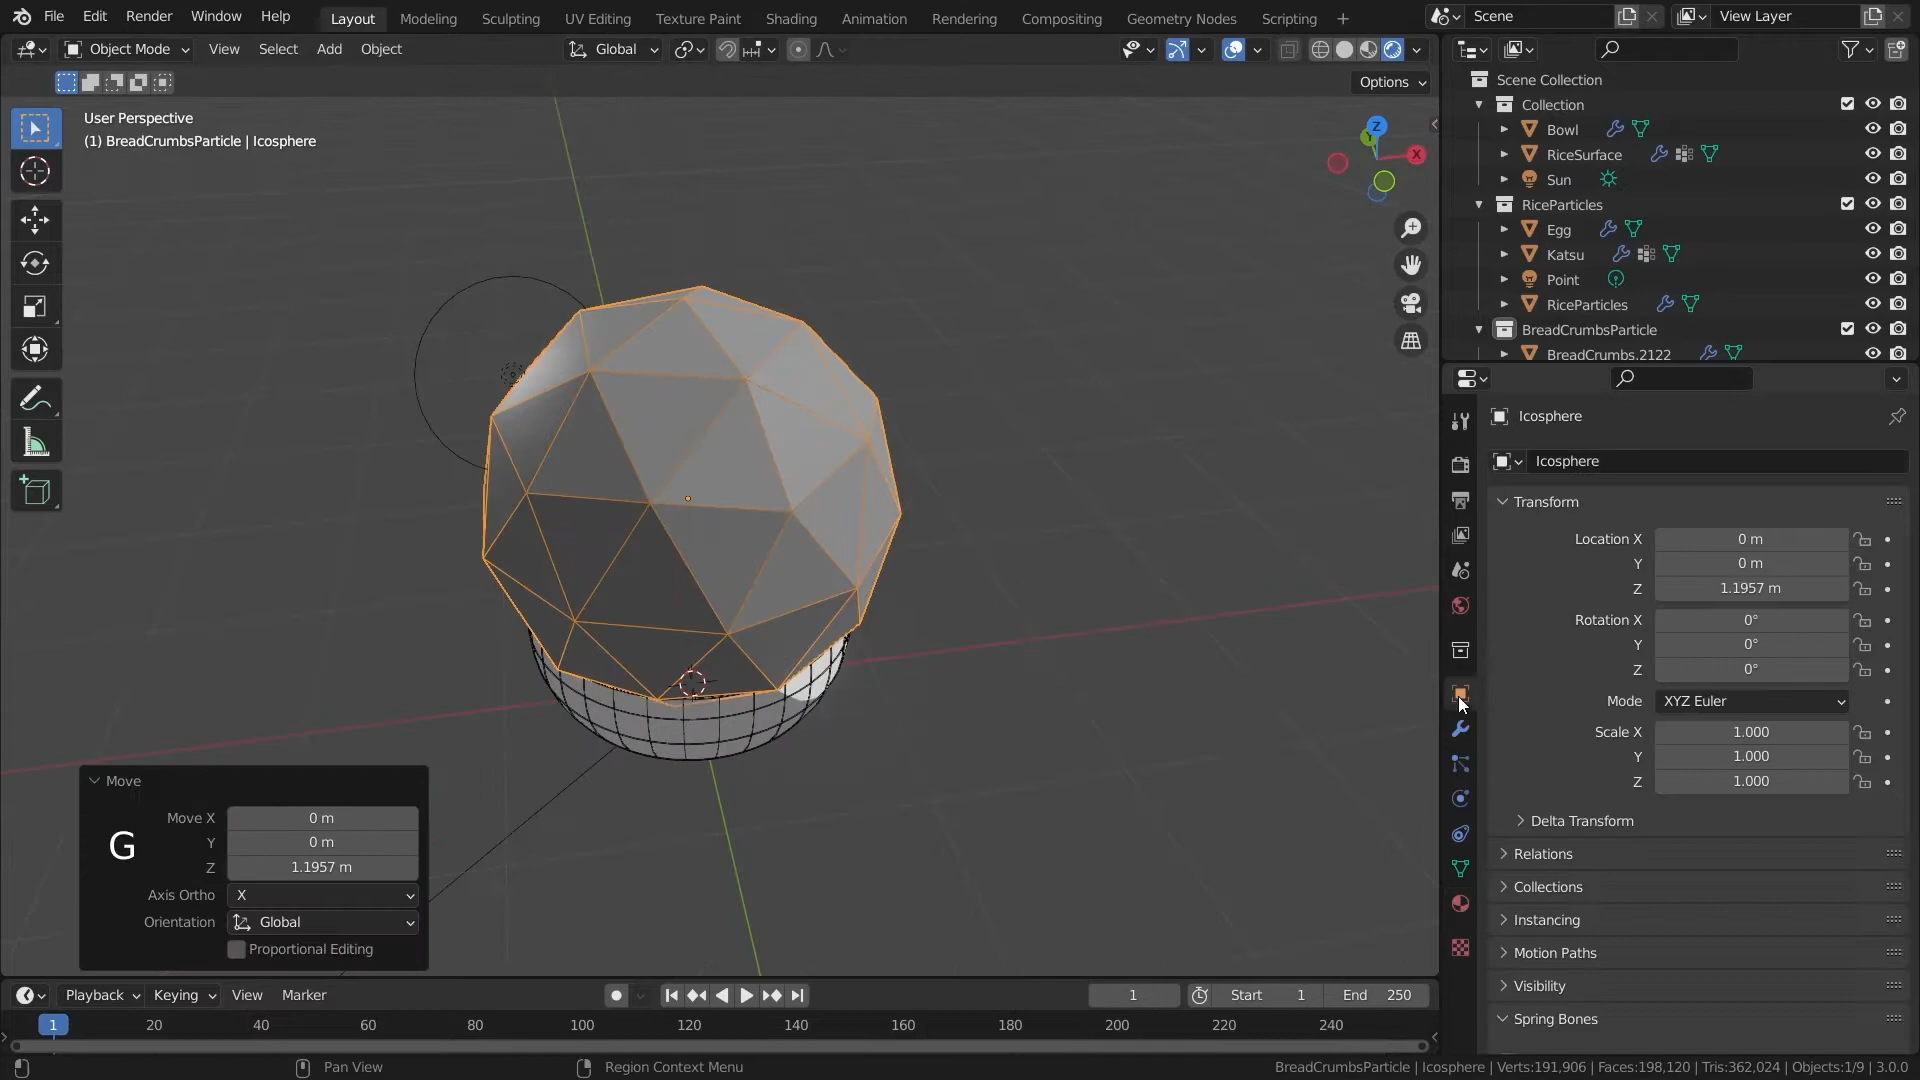 File Edit Render Window Help Layout Modeling Sculpting UV Editing Texture Paint Shading Animation Rendering Compositing Geometry Nodes Scripting + Scene View Layer
Object Mode View Select Add Object Global
Options
User Perspective
(1) BreadCrumbsParticle | Icosphere
Z
Y
X
Scene Collection
Collection
Bowl
RiceSurface
Sun
RiceParticles
Egg
Katsu
Point
RiceParticles
BreadCrumbsParticle
BreadCrumbs.2122
Icosphere
Icosphere
Transform
Location X 0 m
Y 0 m
Z 1.1957 m
Rotation X 0°
Y 0°
Z 0°
Mode XYZ Euler
Scale X 1.000
Y 1.000
Z 1.000
Delta Transform
Relations
Collections
Instancing
Motion Paths
Visibility
Spring Bones
Move
Move X 0 m
Y 0 m
G
Z 1.1957 m
Axis Ortho X
Orientation Global
Proportional Editing
Playback Keying View Marker 1 Start 1 End 250
1 20 40 60 80 100 120 140 160 180 200 220 240
Pan View Region Context Menu BreadCrumbsParticle | Icosphere | Verts:191,906 | Faces:198,120 | Tris:362,024 | Objects:1/9 | 3.0.0